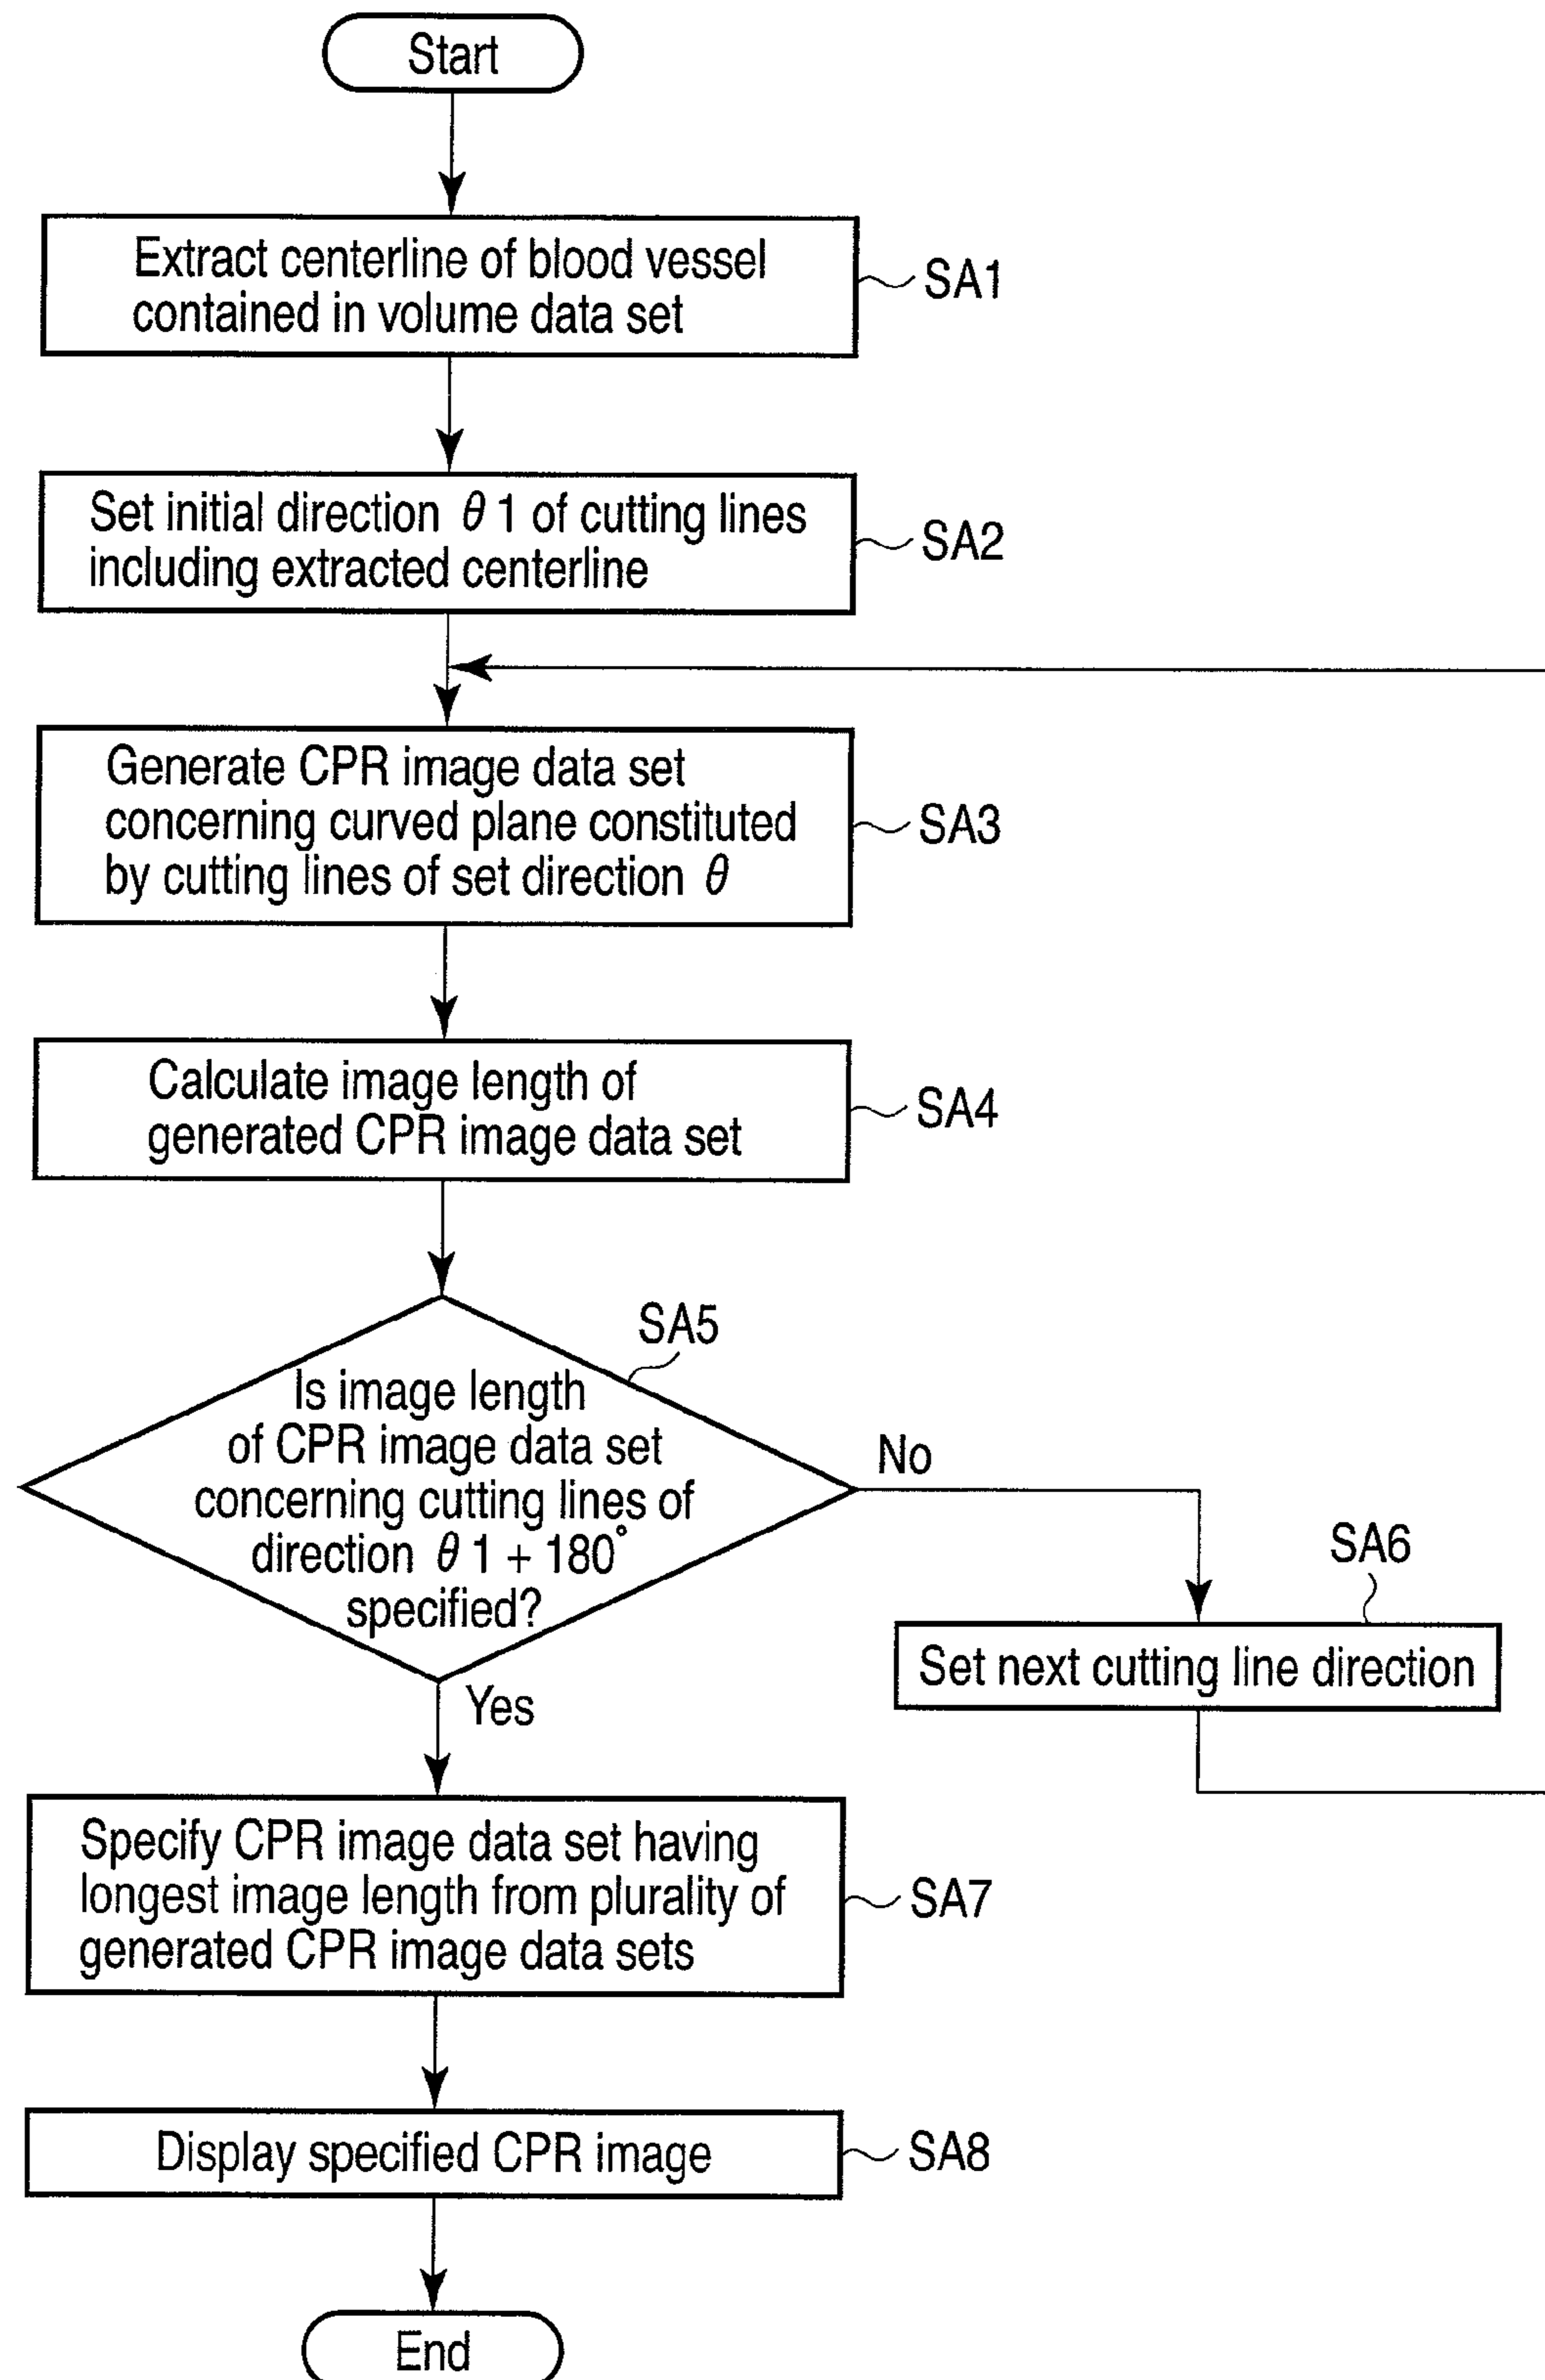 Start
Extract centerline of blood vessel
contained in volume data set
SA1
Set initial direction θ 1 of cutting lines
including extracted centerline
SA2
Generate CPR image data set
concerning curved plane constituted
by cutting lines of set direction θ
SA3
Calculate image length of
generated CPR image data set
SA4
SA5
Is image length
of CPR image data set
concerning cutting lines of
direction θ 1 + 180°
specified?
No
SA6
Set next cutting line direction
Yes
Specify CPR image data set having
longest image length from plurality of
generated CPR image data sets
SA7
Display specified CPR image
SA8
End